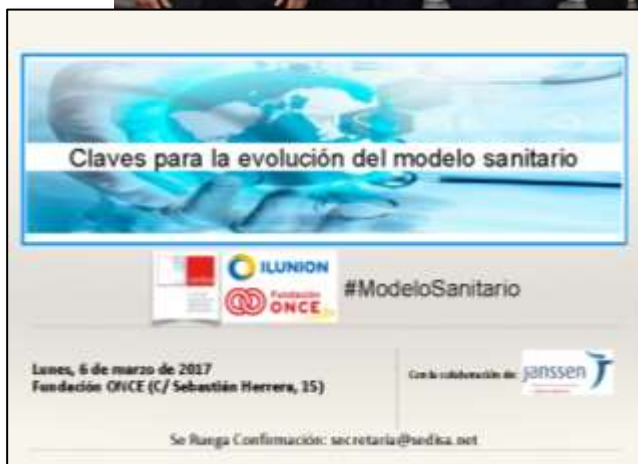 Claves para la evolución del modelo sanitario
ILUNION
Fundación
ONCE
#ModeloSanitario
Lunes, 6 de marzo de 2017
Fundación ONCE (C/ Sebastián Herrera, 15)
Con la colaboración de:
janssen
Se Ruega Confirmación: secretaria@sedisa.net